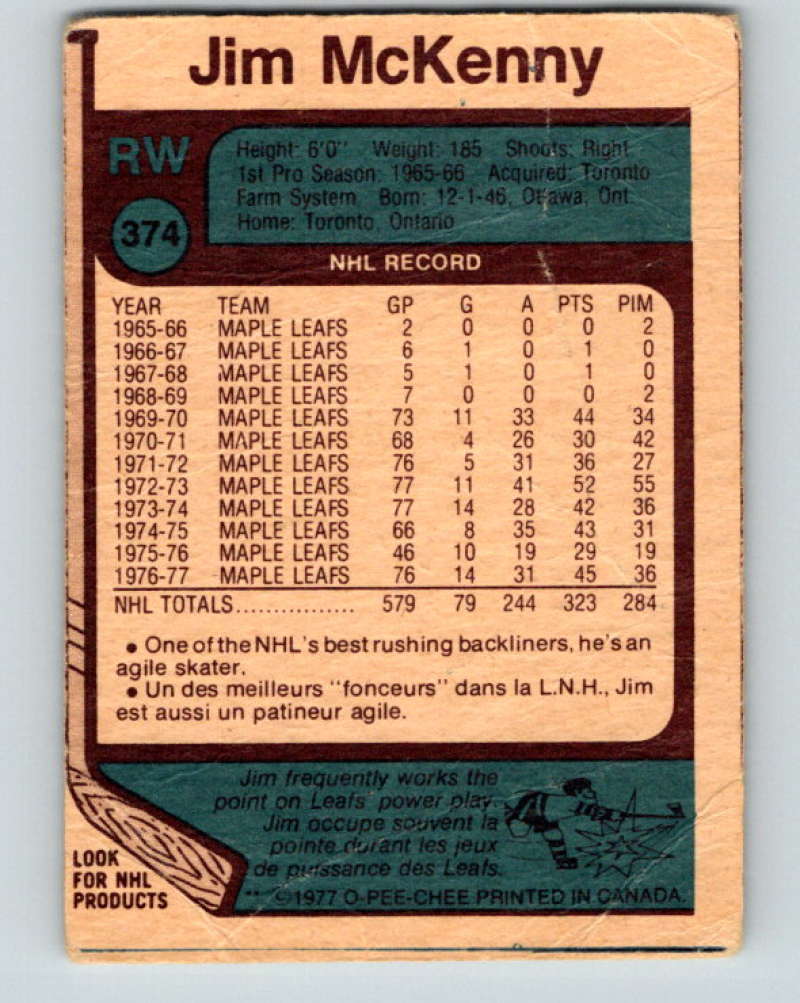 Jim McKenny
RW
374
Height: 6'0" Weight: 185 Shoots: Right
1st Pro Season: 1965-66 Acquired: Toronto
Farm System Born: 12-1-46, Ottawa, Ont.
Home: Toronto, Ontario
NHL RECORD
YEAR TEAM GP G A PTS PIM
1965-66 MAPLE LEAFS 2 0 0 0 2
1966-67 MAPLE LEAFS 6 1 0 1 0
1967-68 MAPLE LEAFS 5 1 0 1 0
1968-69 MAPLE LEAFS 7 0 0 0 2
1969-70 MAPLE LEAFS 73 11 33 44 34
1970-71 MAPLE LEAFS 68 4 26 30 42
1971-72 MAPLE LEAFS 76 5 31 36 27
1972-73 MAPLE LEAFS 77 11 41 52 55
1973-74 MAPLE LEAFS 77 14 28 42 36
1974-75 MAPLE LEAFS 66 8 35 43 31
1975-76 MAPLE LEAFS 46 10 19 29 19
1976-77 MAPLE LEAFS 76 14 31 45 36
NHL TOTALS................ 579 79 244 323 284
• One of the NHL's best rushing backliners, he's an
agile skater.
• Un des meilleurs "fonceurs" dans la L.N.H., Jim
est aussi un patineur agile.
Jim frequently works the
point on Leafs' power play.
Jim occupe souvent la
pointe durant les jeux
de puissance des Leafs.
LOOK
FOR NHL
PRODUCTS
** ©1977 O-PEE-CHEE PRINTED IN CANADA.